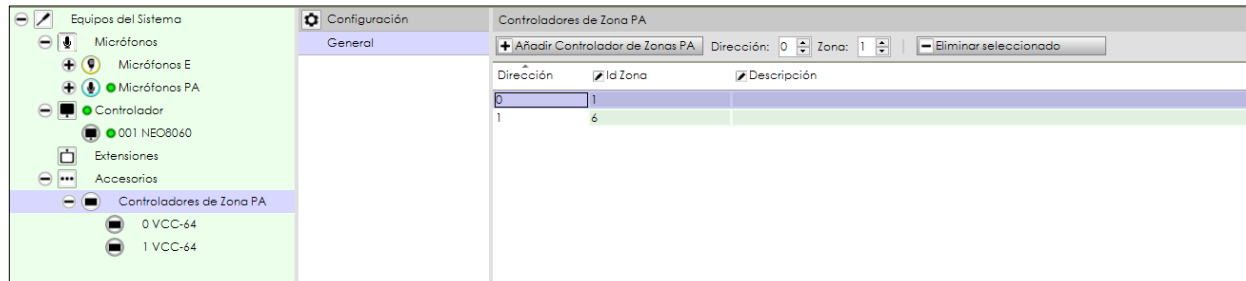 Equipos del Sistema
Micrófonos
Micrófonos E
Micrófonos PA
Controlador
001 NEO8060
Extensiones
Accesorios
Controladores de Zona PA
0 VCC-64
1 VCC-64
Configuración
General
Controladores de Zona PA
Añadir Controlador de Zonas PA Dirección: 0 Zona: 1 Eliminar seleccionado
Dirección Id Zona Descripción
0 1
1 6